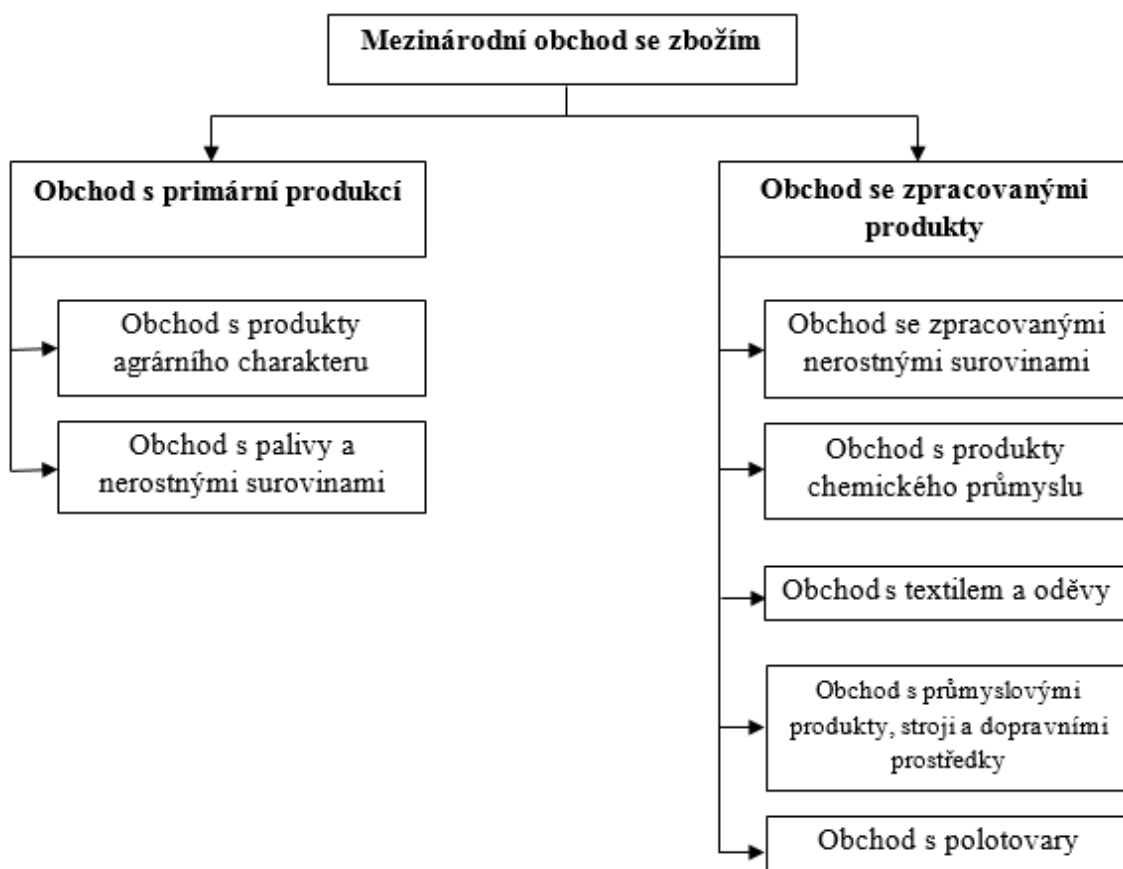 Mezinárodní obchod se zbožím
Obchod s primární produkcí
Obchod s produkty
agrárního charakteru
Obchod s palivy a
nerostnými surovinami
Obchod se zpracovanými
produkty
Obchod se zpracovanými
nerostnými surovinami
Obchod s produkty
chemického průmyslu
Obchod s textilem a oděvy
Obchod s průmyslovými
produkty, stroji a dopravními
prostředky
Obchod s polotovary